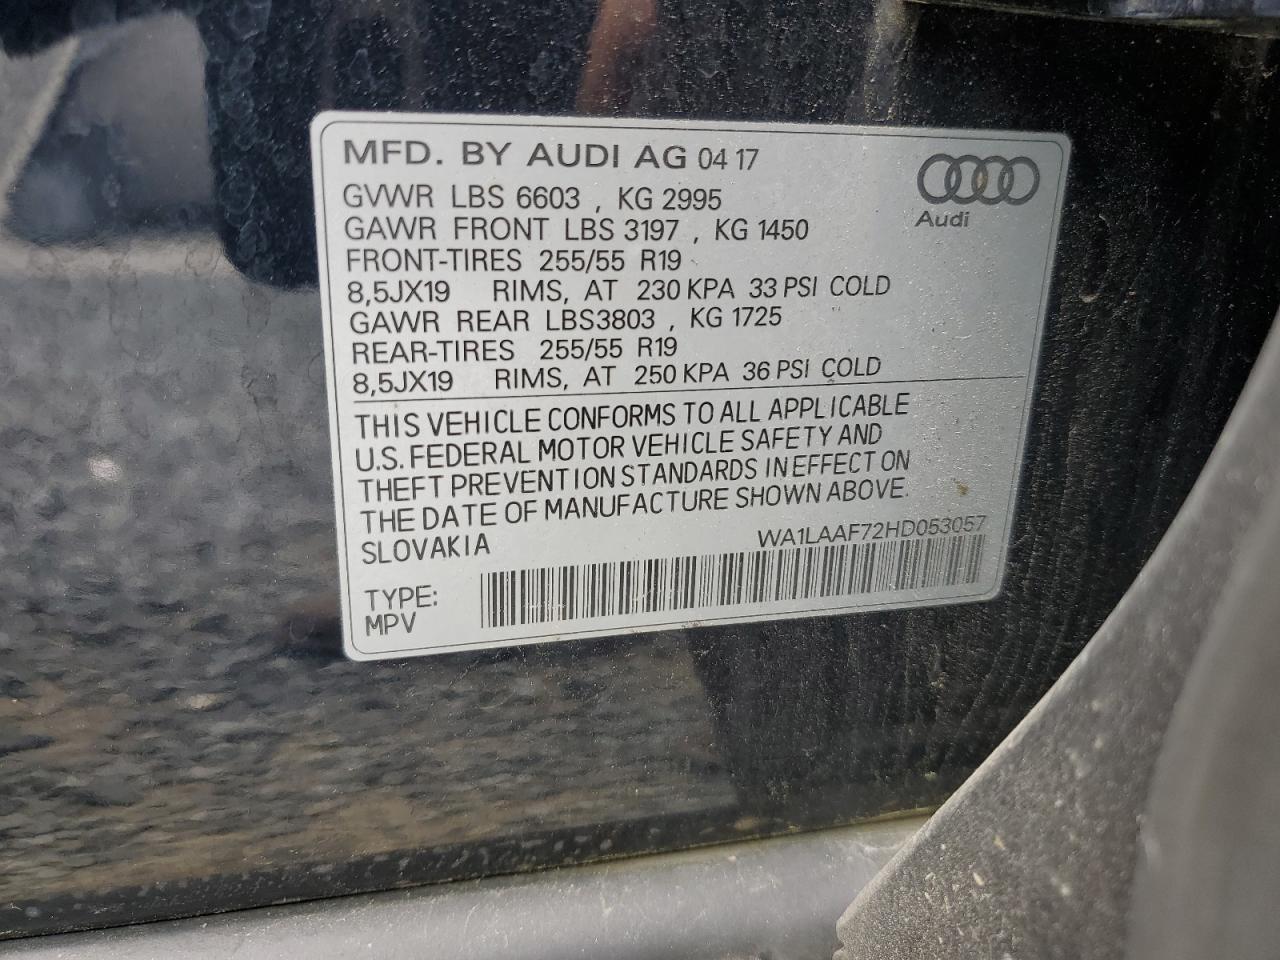 MFD. BY AUDI AG 04 17
GVWR LBS 6603 , KG 2995
GAWR FRONT LBS 3197 , KG 1450
FRONT-TIRES 255/55 R19
8,5JX19 RIMS, AT 230 KPA 33 PSI COLD
GAWR REAR LBS3803 , KG 1725
REAR-TIRES 255/55 R19
8,5JX19 RIMS, AT 250 KPA 36 PSI COLD
Audi
THIS VEHICLE CONFORMS TO ALL APPLICABLE
U.S. FEDERAL MOTOR VEHICLE SAFETY AND
THEFT PREVENTION STANDARDS IN EFFECT ON
THE DATE OF MANUFACTURE SHOWN ABOVE.
SLOVAKIA
WA1LAAF72HD053057
TYPE:
MPV